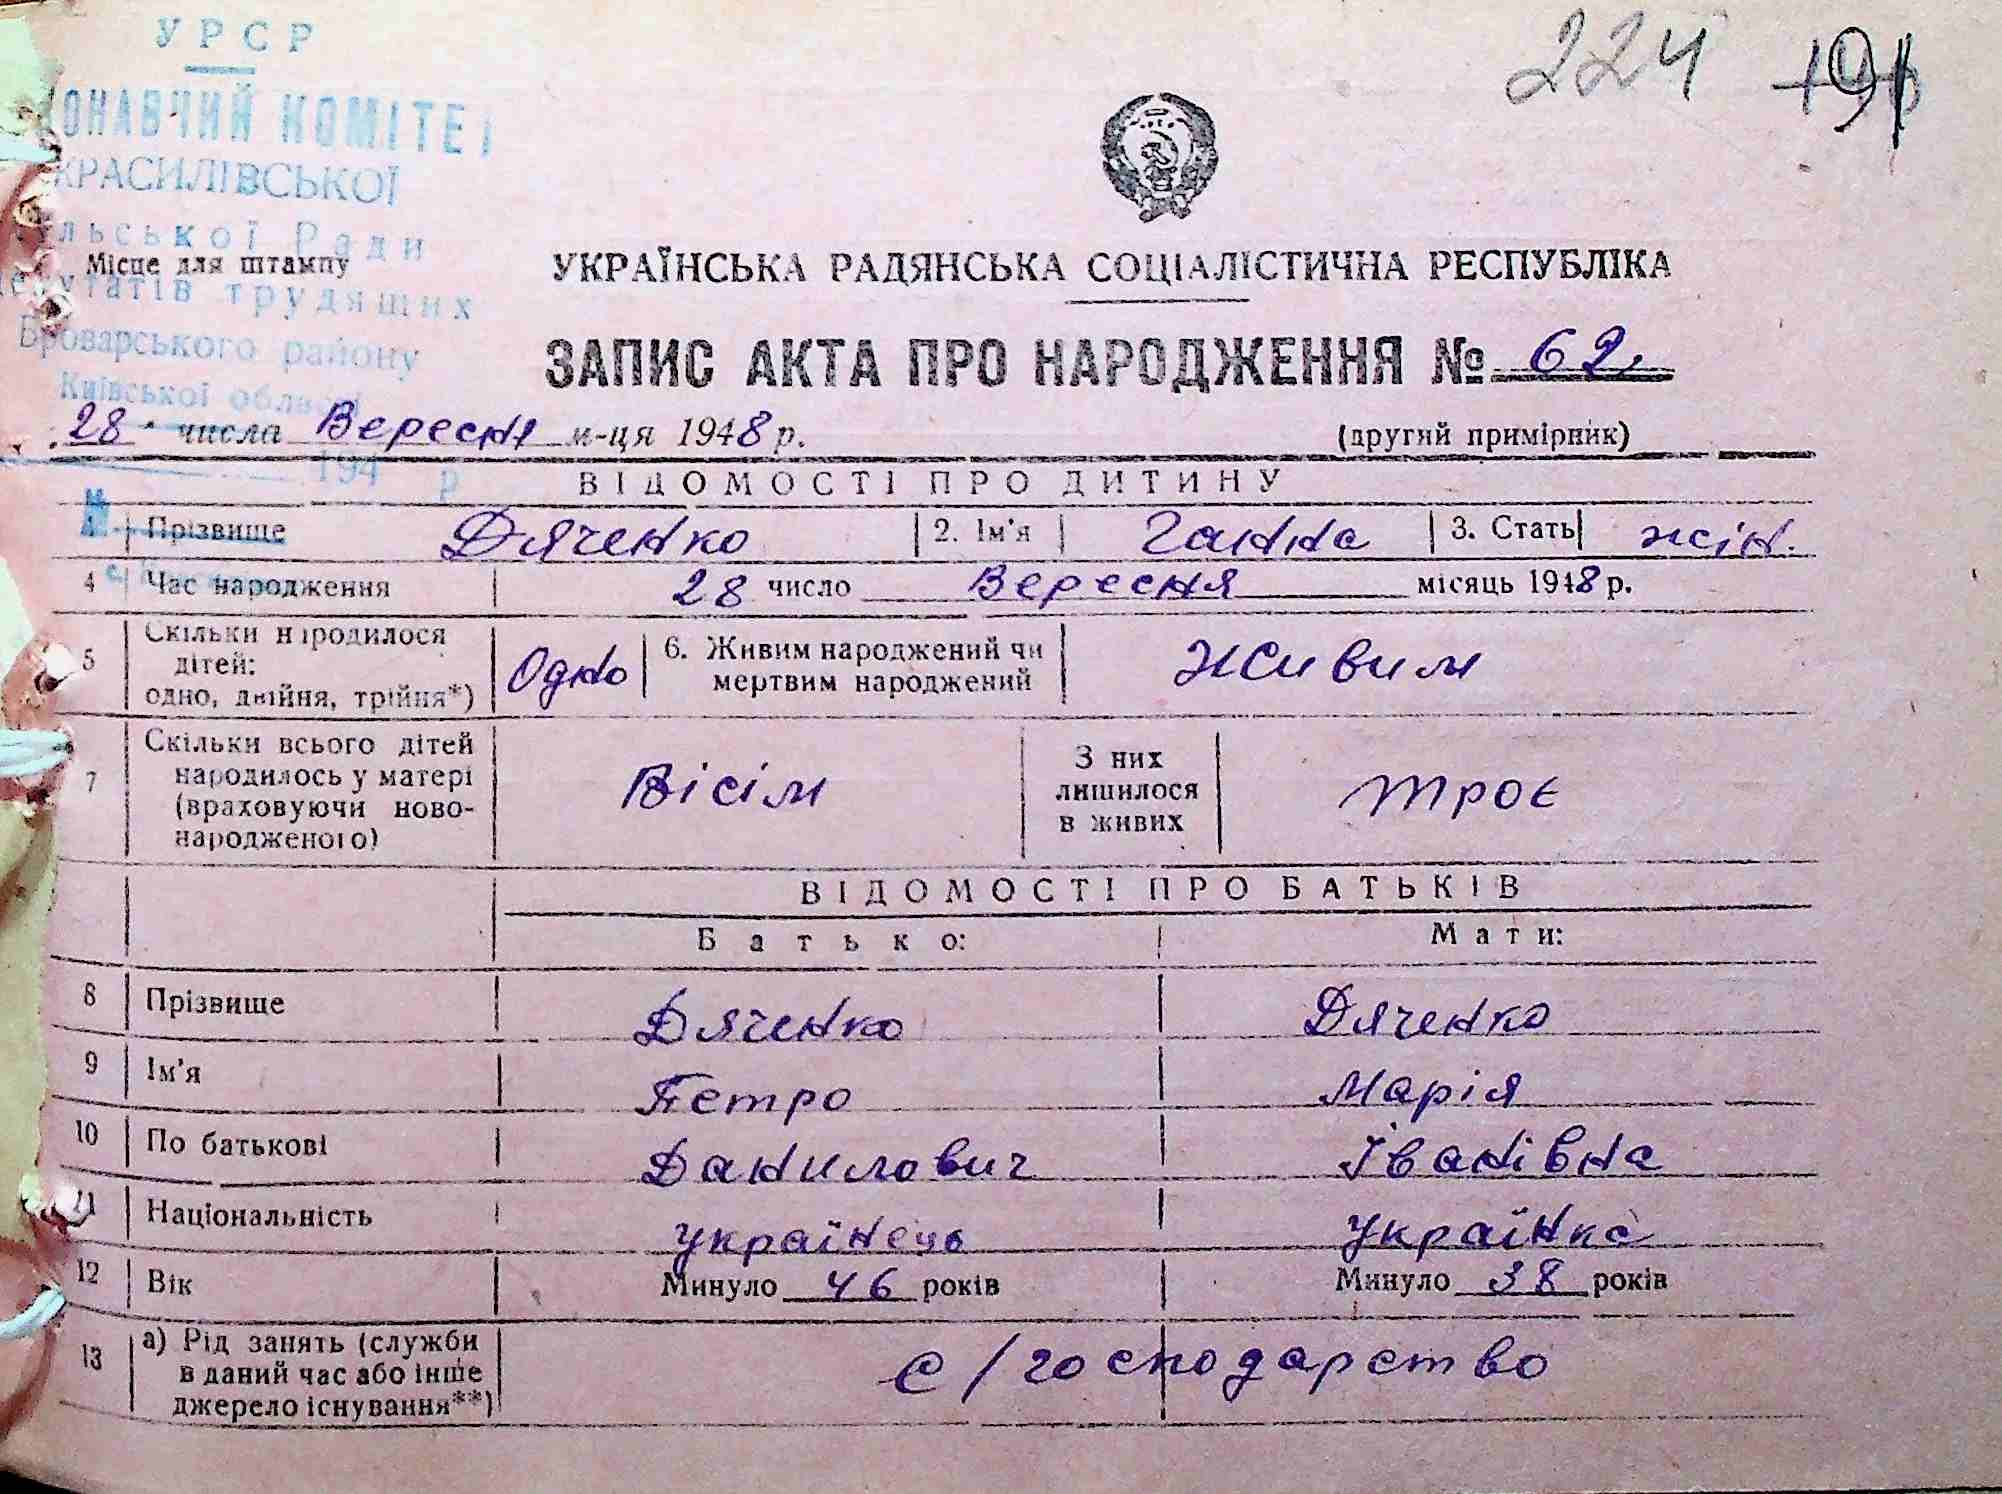 УРСР
224 191
ОНАВЧИЙ КОМІТЕТ
КРАСИЛІВСЬКОЇ
льської Ради
Місце для штампу
депутатів трудящих
УКРАЇНСЬКА РАДЯНСЬКА СОЦІАЛІСТИЧНА РЕСПУБЛІКА
Броварського району
ЗАПИС АКТА ПРО НАРОДЖЕННЯ № 62
Київської області
28 числа Вересня м-ця 1948 р. (другий примірник)
194 р
ВІДОМОСТІ ПРО ДИТИНУ
1 Прізвище Дяченко 2. Ім'я Ганна 3. Стать жін.
4 Час народження 28 число Вересня місяць 1948 р.
5 Скільки народилося дітей: одно, двійня, трійня*) Одно 6. Живим народжений чи мертвим народжений Живим
7 Скільки всього дітей народилось у матері (враховуючи ново-народженого) Вісім З них лишилося в живих троє
ВІДОМОСТІ ПРО БАТЬКІВ
Батько: Мати:
8 Прізвище Дяченко Дяченко
9 Ім'я Петро Марія
10 По батькові Данилович Іванівна
11 Національність українець українка
12 Вік Минуло 46 років Минуло 38 років
13 а) Рід занять (служби в даний час або інше джерело існування**) с/господарство